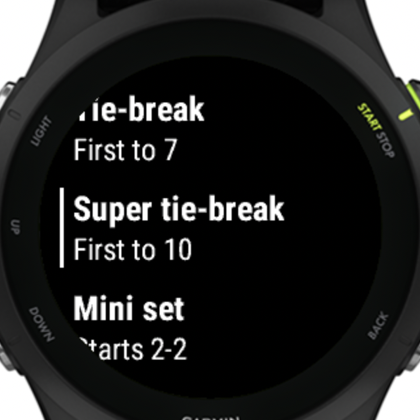 Tie-break
First to 7
Super tie-break
First to 10
Mini set
Starts 2-2
LIGHT
UP
DOWN
START STOP
BACK
GARMIN